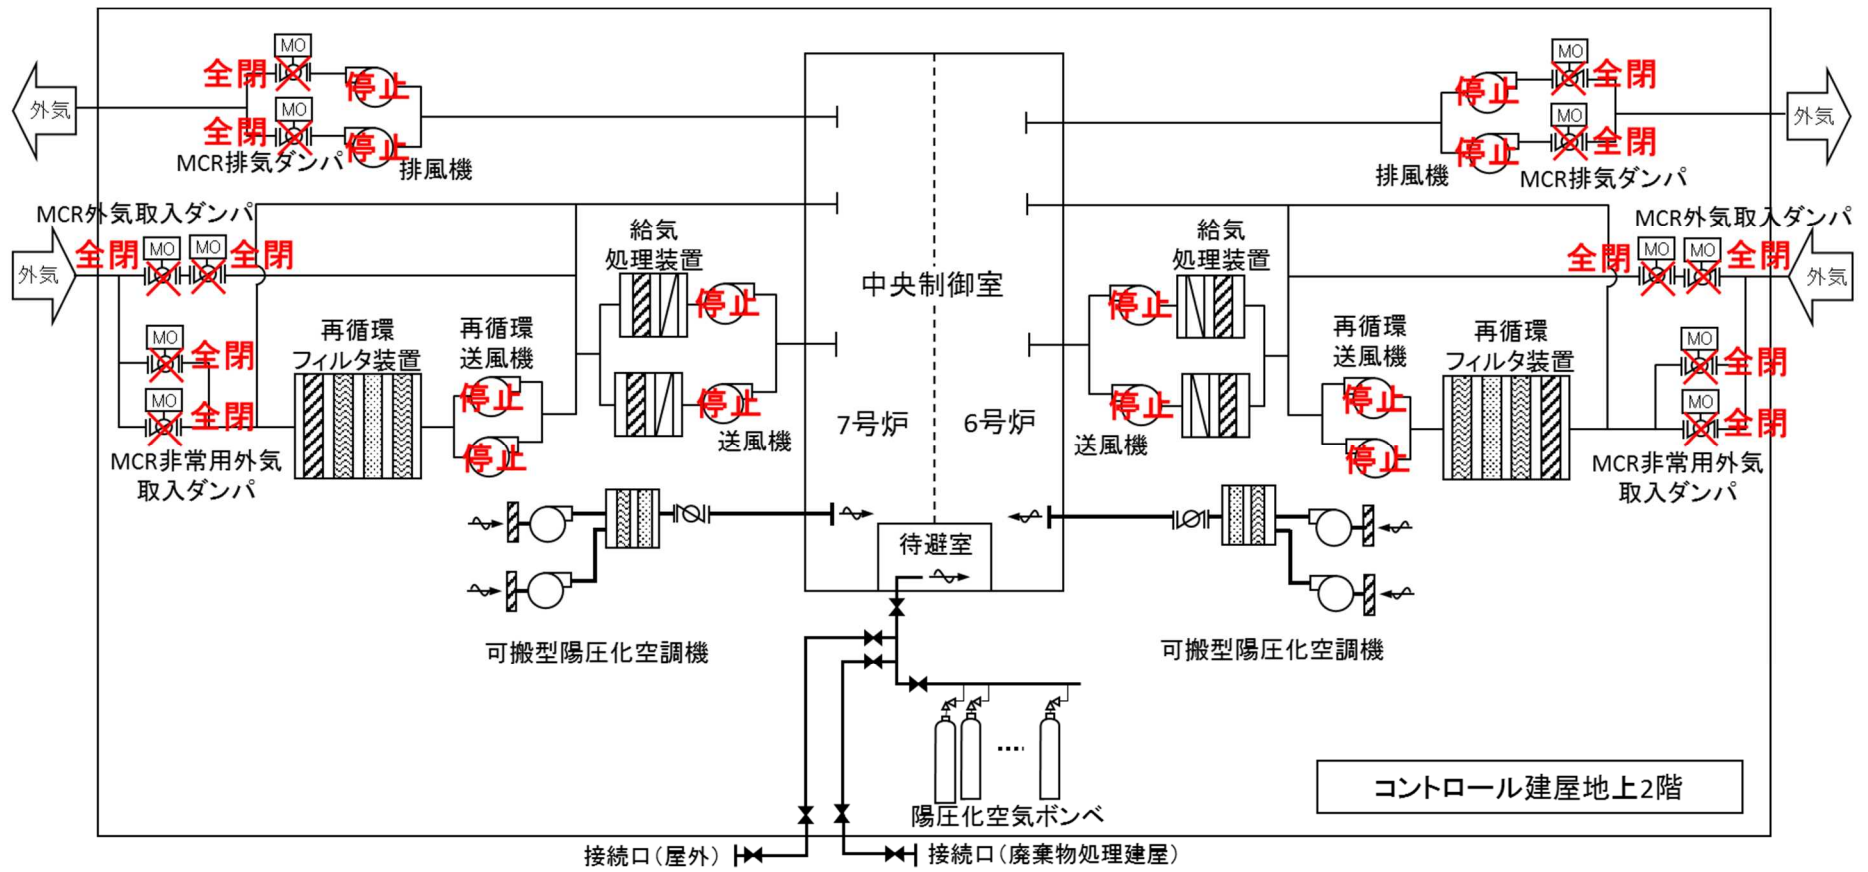 MO
全閉
停止
MO
全閉
停止
外気
MCR排気ダンパ
排風機
MO
停止
全閉
MO
停止
全閉
外気
排風機
MCR排気ダンパ
MCR外気取入ダンパ
全閉
MO
MO
全閉
外気
MO
全閉
MO
全閉
MCR非常用外気
取入ダンパ
再循環
フィルタ装置
再循環
送風機
停止
停止
給気
処理装置
停止
停止
送風機
中央制御室
7号炉
6号炉
待避室
給気
処理装置
停止
停止
送風機
再循環
送風機
停止
停止
再循環
フィルタ装置
MCR外気取入ダンパ
全閉
MO
MO
全閉
外気
MO
全閉
MO
全閉
MCR非常用外気
取入ダンパ
可搬型陽圧化空調機
可搬型陽圧化空調機
陽圧化空気ボンベ
コントロール建屋地上2階
接続口(屋外)
接続口(廃棄物処理建屋)